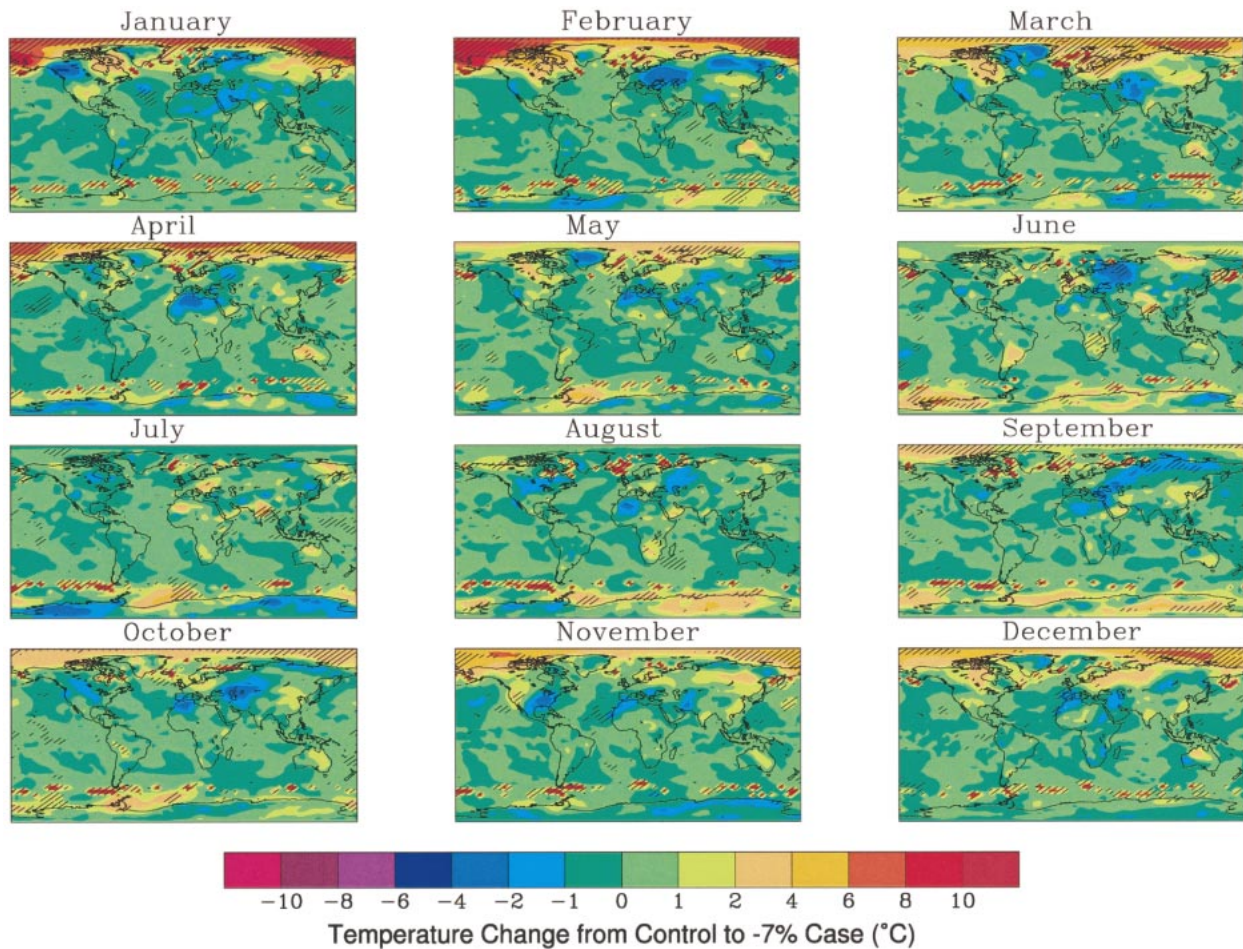 January February March
April May June
July August September
October November December
−10 −8 −6 −4 −2 −1 0 1 2 4 6 8 10
Temperature Change from Control to -7% Case (°C)